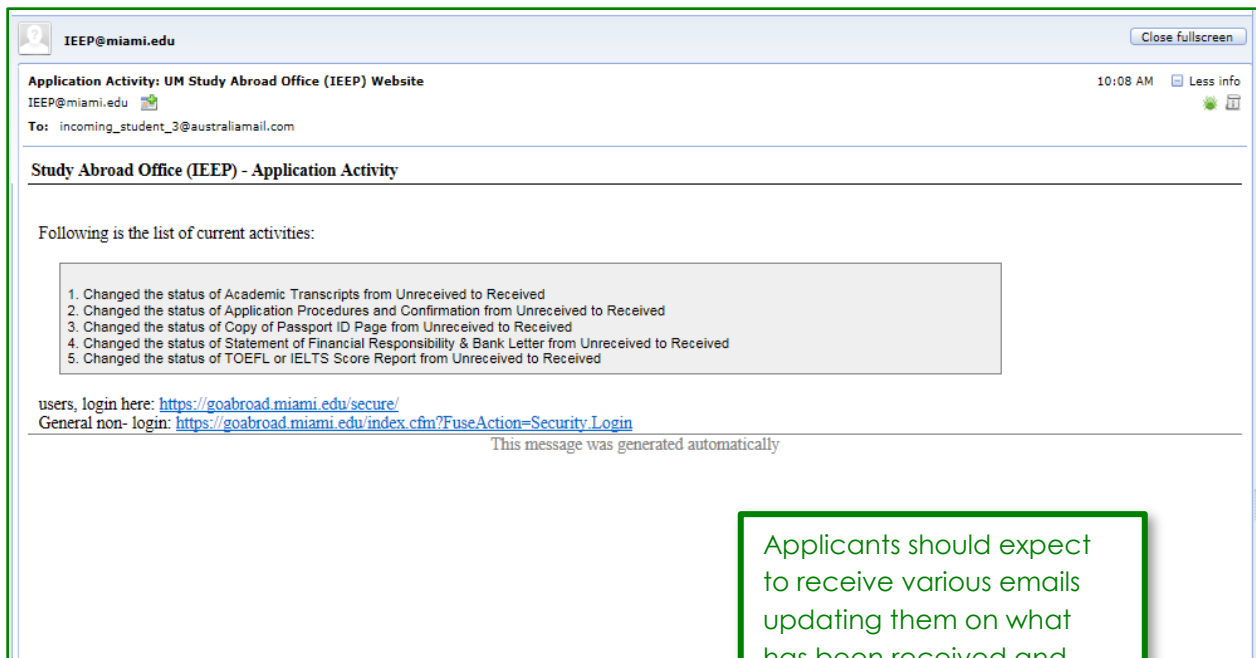 IEEP@miami.edu
Close fullscreen
Application Activity: UM Study Abroad Office (IEEP) Website
10:08 AM Less info
IEEP@miami.edu
To: incoming_student_3@australiamail.com
Study Abroad Office (IEEP) - Application Activity
Following is the list of current activities:
1. Changed the status of Academic Transcripts from Unreceived to Received
2. Changed the status of Application Procedures and Confirmation from Unreceived to Received
3. Changed the status of Copy of Passport ID Page from Unreceived to Received
4. Changed the status of Statement of Financial Responsibility & Bank Letter from Unreceived to Received
5. Changed the status of TOEFL or IELTS Score Report from Unreceived to Received
users, login here: https://goabroad.miami.edu/secure/
General non- login: https://goabroad.miami.edu/index.cfm?FuseAction=Security.Login
This message was generated automatically
Applicants should expect
to receive various emails
updating them on what
has been received and